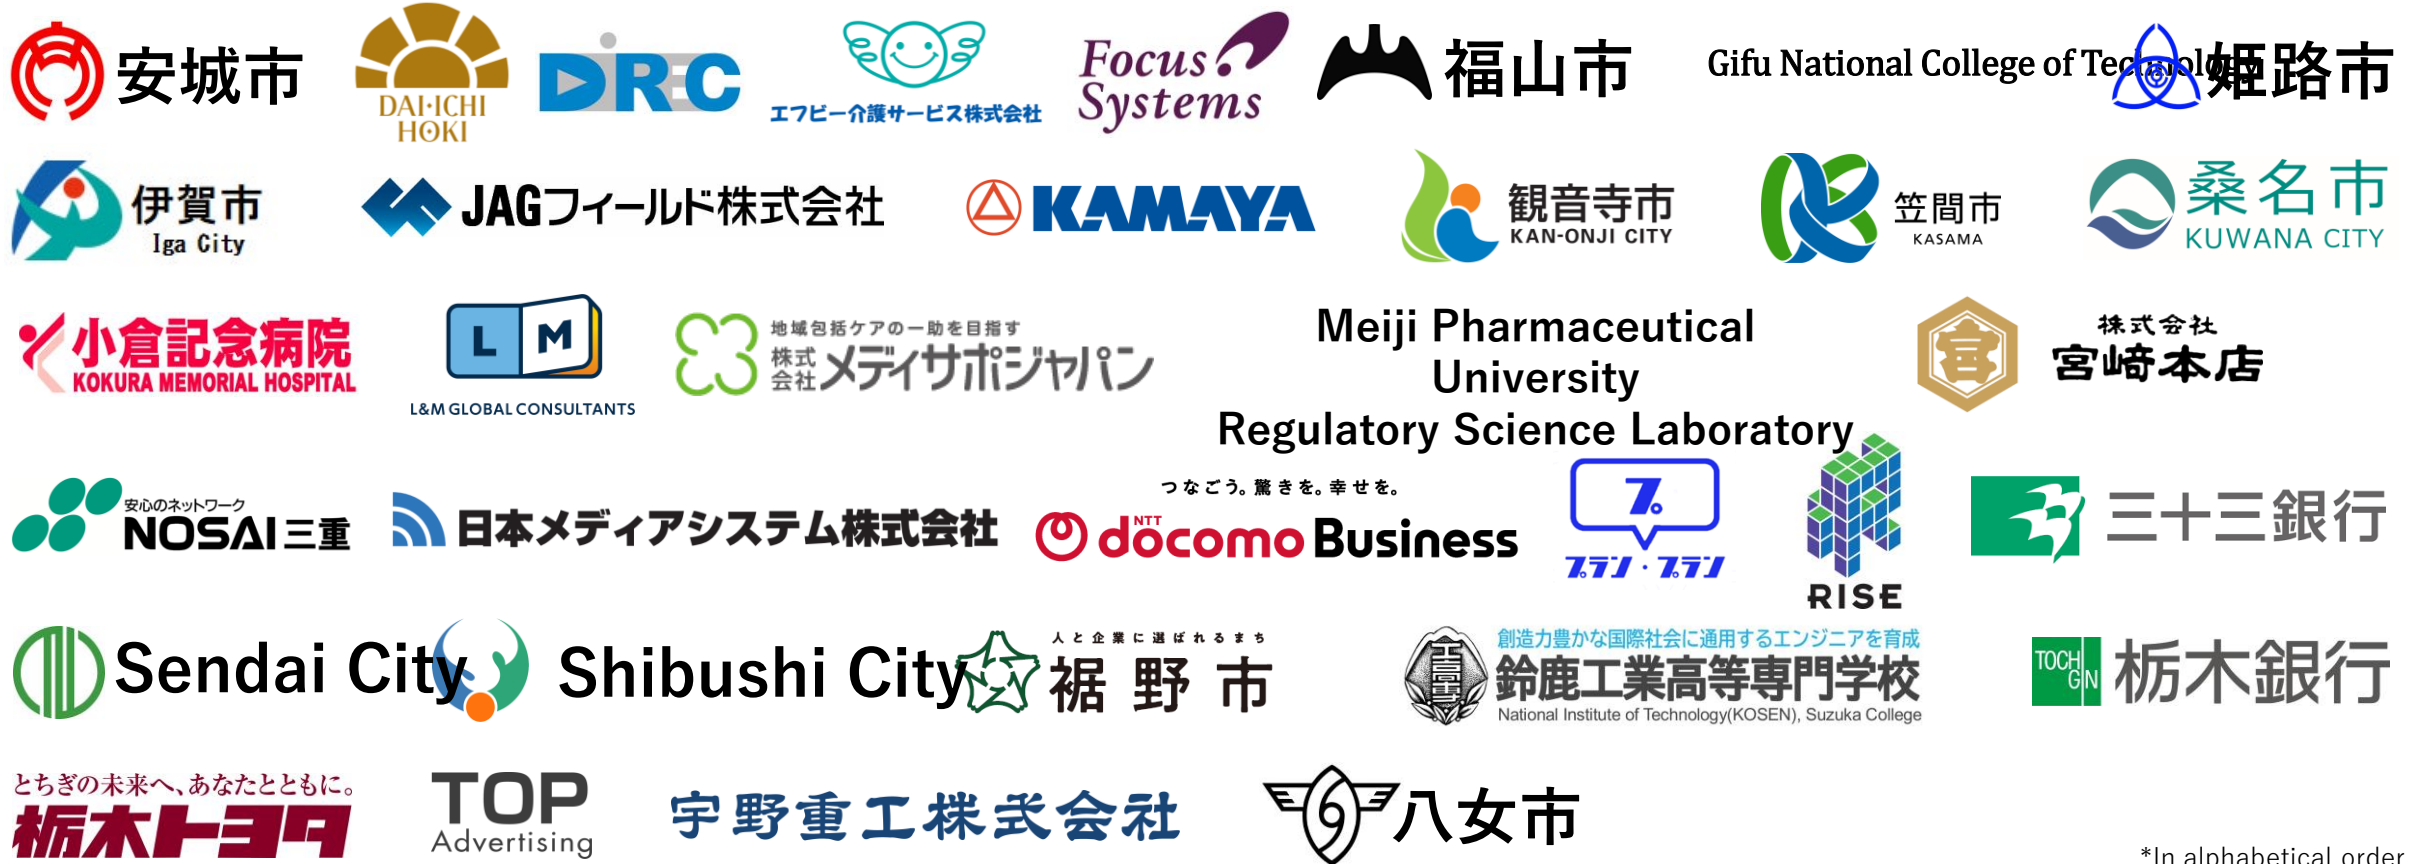 安城市
DAI-ICHI
HOKI
DiREC
エフビー介護サービス株式会社
Focus
Systems
福山市
Gifu National College of Technology
姫路市
伊賀市
Iga City
JAGフィールド株式会社
KAMAYA
観音寺市
KAN-ONJI CITY
笠間市
KASAMA
桑名市
KUWANA CITY
小倉記念病院
KOKURA MEMORIAL HOSPITAL
L M
L&M GLOBAL CONSULTANTS
地域包括ケアの一助を目指す
株式会社メディサポジャパン
Meiji Pharmaceutical
University
Regulatory Science Laboratory
宮
株式会社
宮崎本店
安心のネットワーク
NOSAI三重
日本メディアシステム株式会社
つなごう。驚きを。幸せを。
NTT
docomo Business
プ
プラン・プラン
RISE
三十三銀行
Sendai City
Shibushi City
人と企業に選ばれるまち
裾野市
創造力豊かな国際社会に通用するエンジニアを育成
鈴鹿工業高等専門学校
National Institute of Technology(KOSEN), Suzuka College
TOCHIGIN
栃木銀行
とちぎの未来へ、あなたとともに。
栃木トヨタ
TOP
Advertising
宇野重工株式会社
八女市
*In alphabetical order